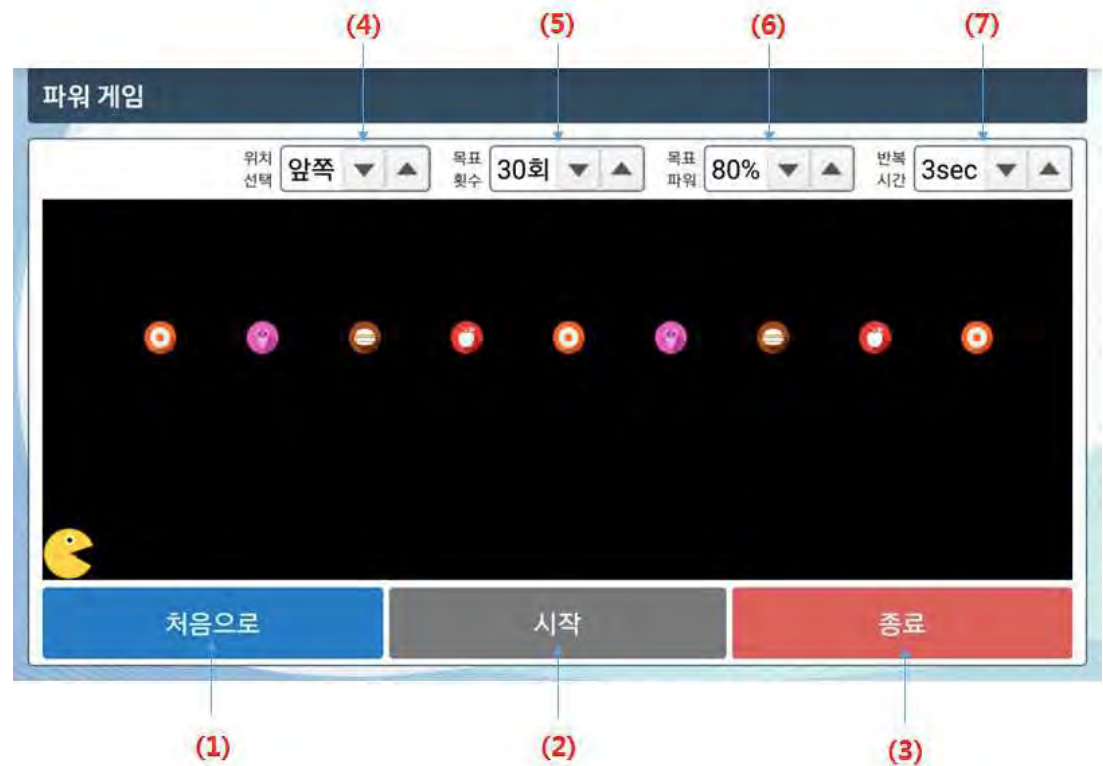 (4) (5) (6) (7)
파워 게임
위치 선택 앞쪽 목표 횟수 30회 목표 파워 80% 반복 시간 3sec
처음으로 시작 종료
(1) (2) (3)